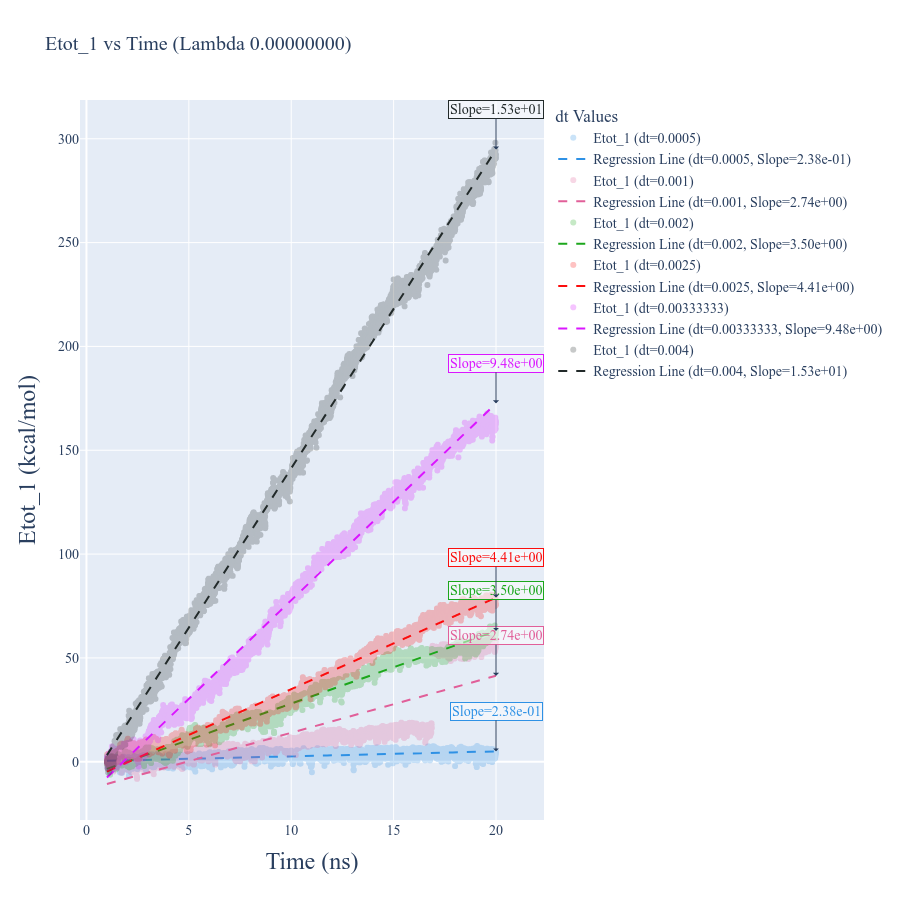 Etot_1 vs Time (Lambda 0.00000000)
Slope=1.53e+01
Slope=9.48e+00
Slope=4.41e+00
Slope=3.50e+00
Slope=2.74e+00
Slope=2.38e-01
300
250
200
150
100
50
0
0
5
10
15
20
Etot_1 (kcal/mol)
Time (ns)
dt Values
Etot_1 (dt=0.0005)
Regression Line (dt=0.0005, Slope=2.38e-01)
Etot_1 (dt=0.001)
Regression Line (dt=0.001, Slope=2.74e+00)
Etot_1 (dt=0.002)
Regression Line (dt=0.002, Slope=3.50e+00)
Etot_1 (dt=0.0025)
Regression Line (dt=0.0025, Slope=4.41e+00)
Etot_1 (dt=0.00333333)
Regression Line (dt=0.00333333, Slope=9.48e+00)
Etot_1 (dt=0.004)
Regression Line (dt=0.004, Slope=1.53e+01)